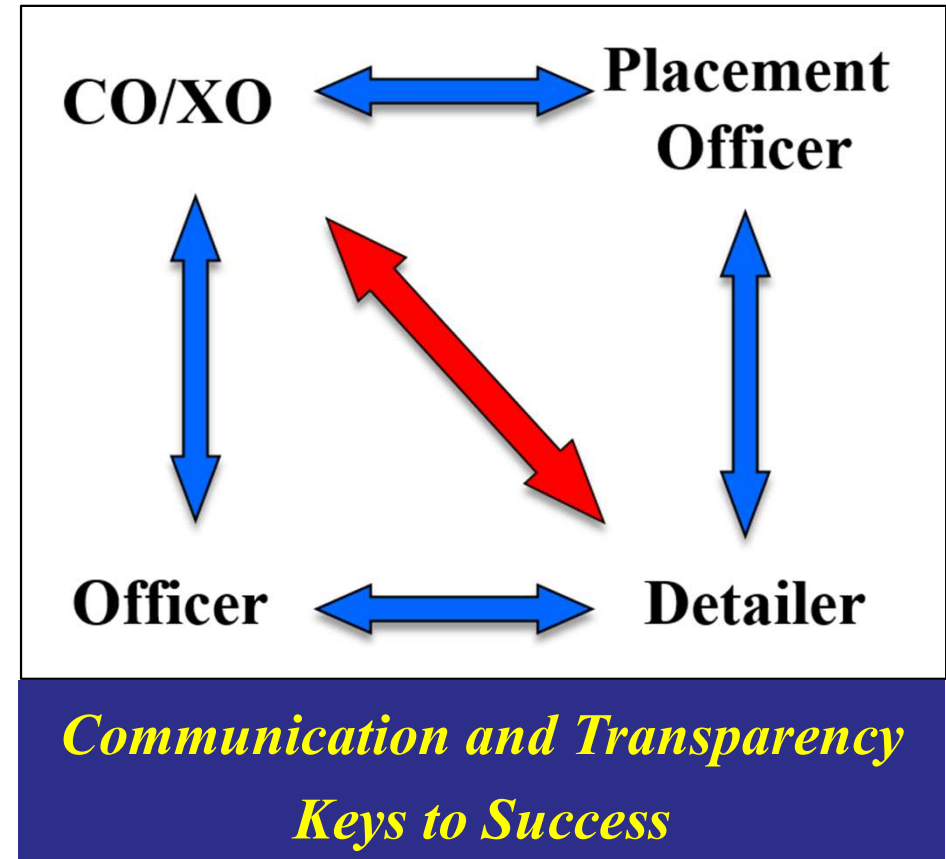 CO/XO
Placement
Officer
Officer
Detailer
Communication and Transparency
Keys to Success